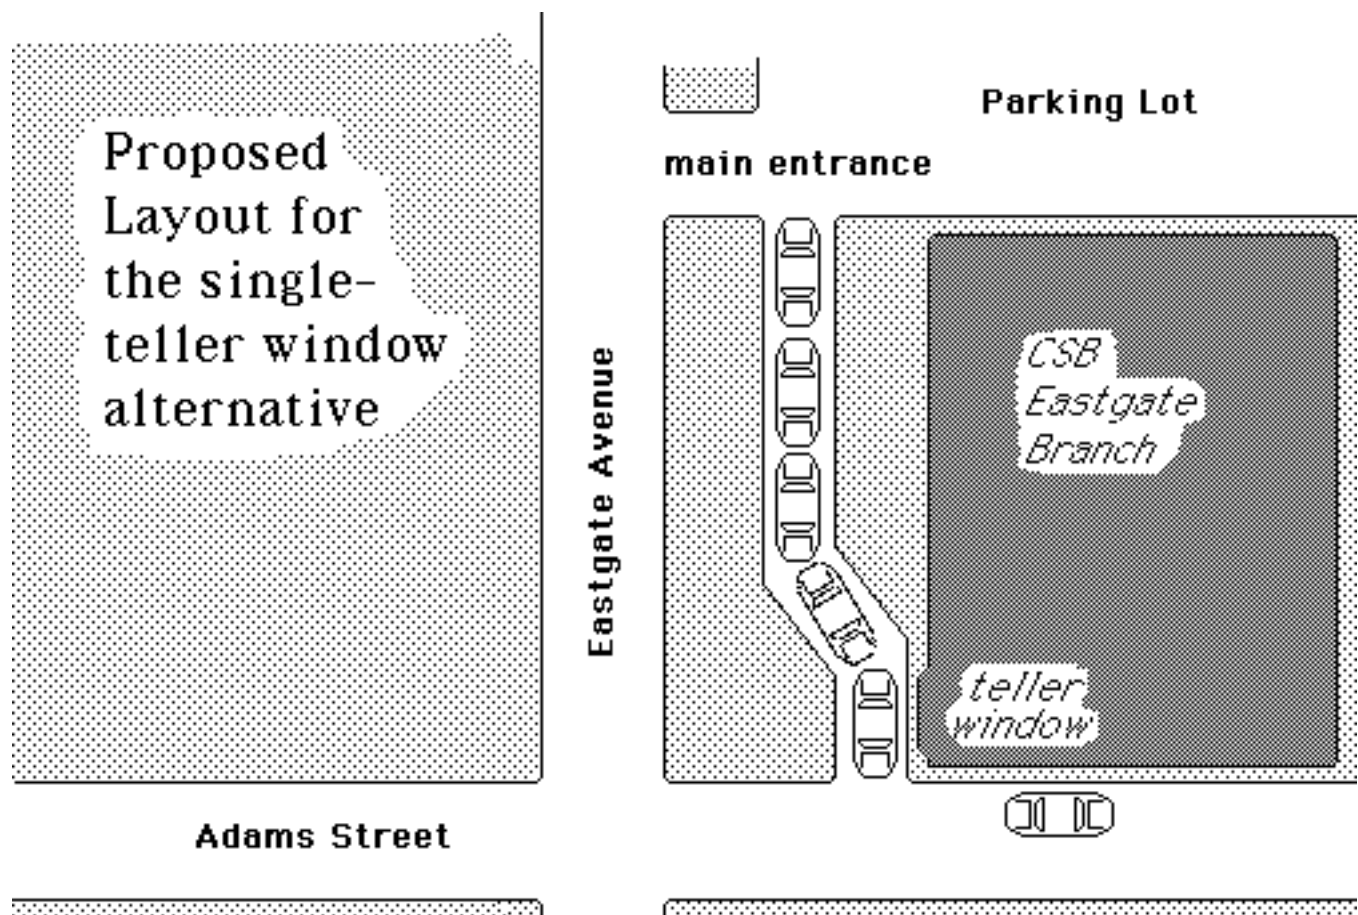 Proposed
Layout for
the single-
teller window
alternative
Parking Lot
main entrance
Eastgate Avenue
CSB
Eastgate
Branch
teller
window
Adams Street